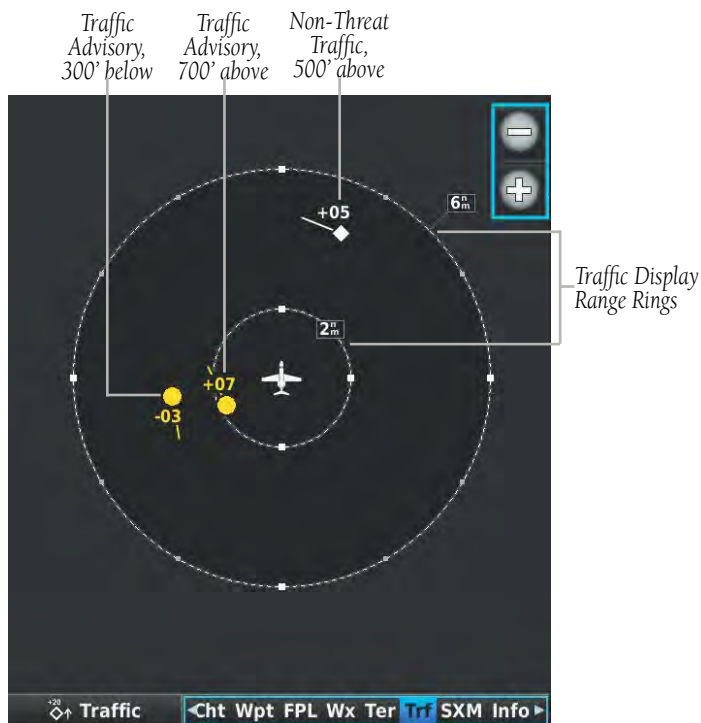 Traffic
Advisory,
300’ below
Traffic
Advisory,
700’ above
Non-Threat
Traffic,
500’ above
+05
6nm
2nm
Traffic Display
Range Rings
+07
-03
+20
Traffic
Cht Wpt FPL Wx Ter Trf SXM Info